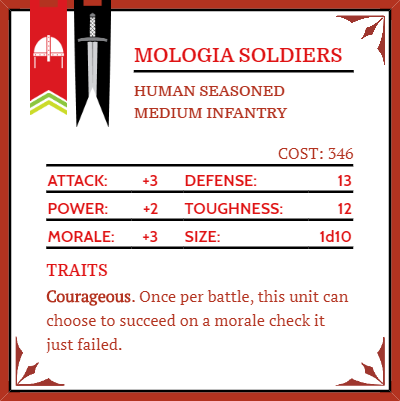 MOLOGIA SOLDIERS
HUMAN SEASONED
MEDIUM INFANTRY
COST: 346
ATTACK: +3 DEFENSE: 13
POWER: +2 TOUGHNESS: 12
MORALE: +3 SIZE: 1d10
TRAITS
Courageous. Once per battle, this unit can
choose to succeed on a morale check it
just failed.